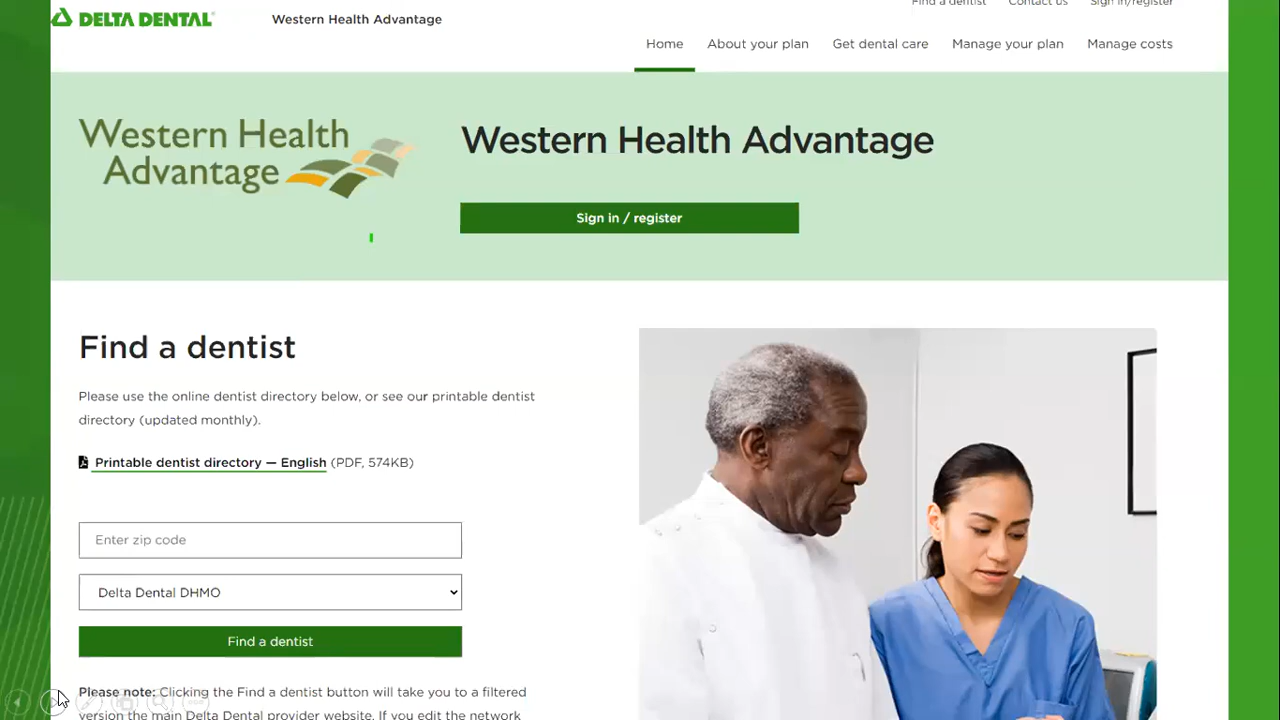 DELTA DENTAL
Western Health Advantage
Find a dentist Contact us Sign in/register
Home About your plan Get dental care Manage your plan Manage costs
Western Health
Advantage
Western Health Advantage
Sign in / register
Find a dentist
Please use the online dentist directory below, or see our printable dentist
directory (updated monthly).
Printable dentist directory — English (PDF, 574KB)
Enter zip code
Delta Dental DHMO
Find a dentist
Please note: Clicking the Find a dentist button will take you to a filtered
version the main Delta Dental provider website. If you edit the network